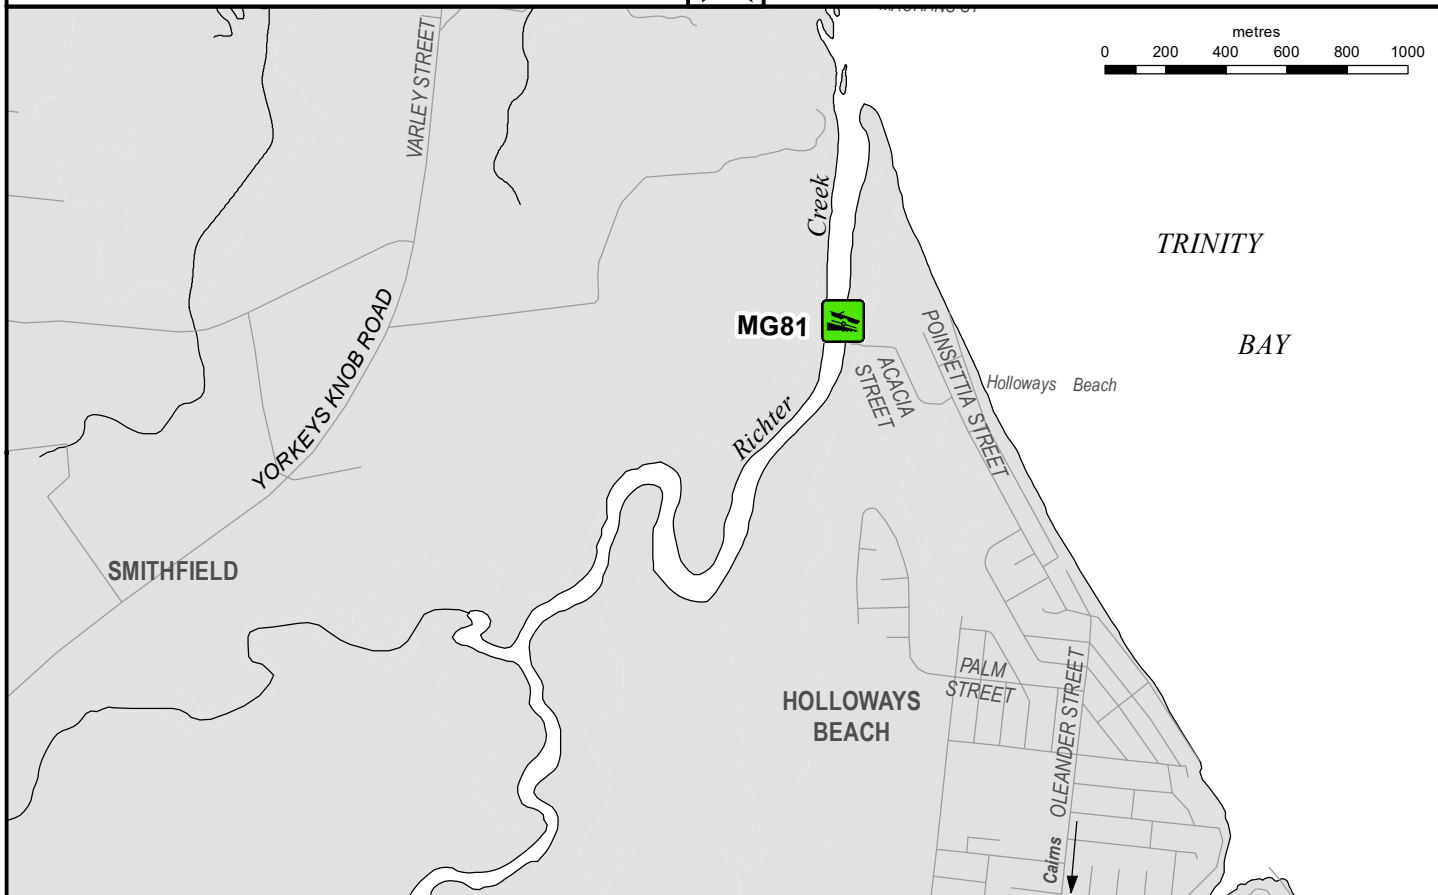 VARLEY STREET
metres
0 200 400 600 800 1000
Creek
TRINITY
BAY
YORKEYS KNOB ROAD
MG81
POINSETTIA STREET
ACACIA
STREET
Holloways Beach
Richter
SMITHFIELD
PALM
STREET
HOLLOWAYS
BEACH
OLEANDER STREET
Cairns